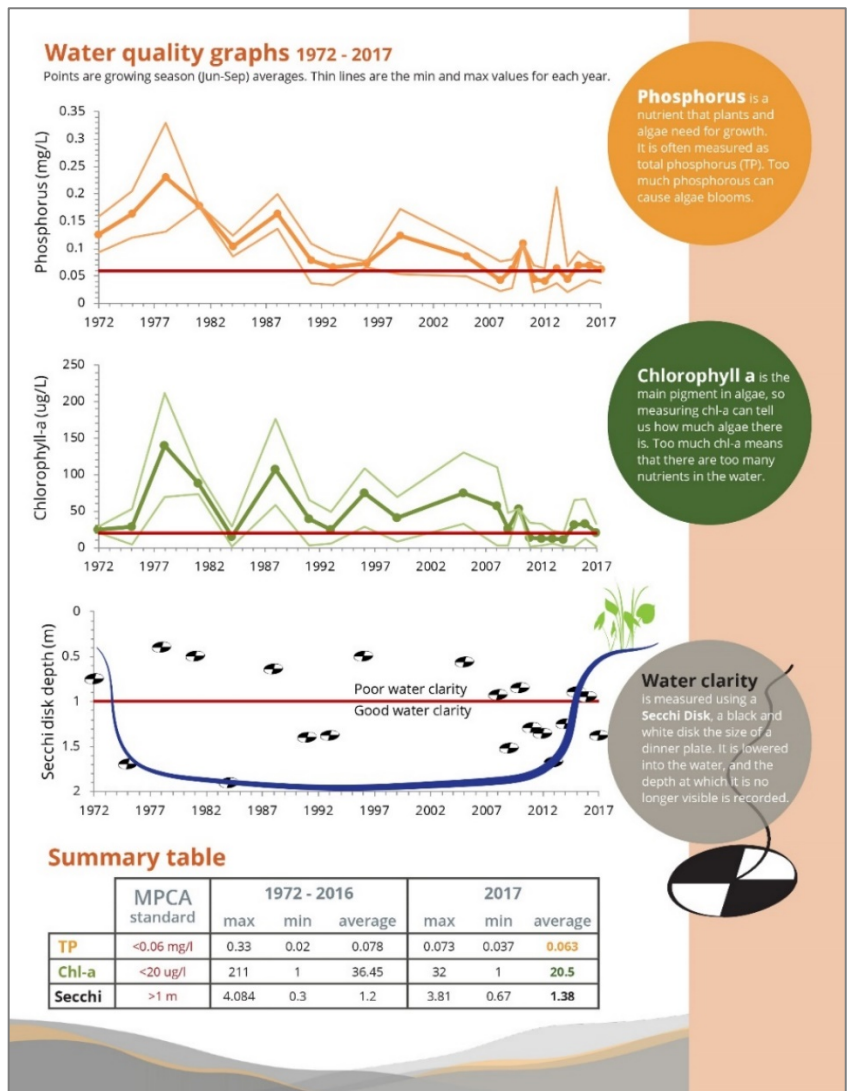 Water quality graphs 1972 - 2017
Points are growing season (Jun-Sep) averages. Thin lines are the min and max values for each year.
Phosphorus (mg/L)
0.35
0.3
0.25
0.2
0.15
0.1
0.05
0
1972 1977 1982 1987 1992 1997 2002 2007 2012 2017
Phosphorus is a
nutrient that plants and
algae need for growth.
It is often measured as
total phosphorus (TP). Too
much phosphorous can
cause algae blooms.
Chlorophyll-a (ug/L)
250
200
150
100
50
0
1972 1977 1982 1987 1992 1997 2002 2007 2012 2017
Chlorophyll a is the
main pigment in algae, so
measuring chl-a can tell
us how much algae there
is. Too much chl-a means
that there are too many
nutrients in the water.
Secchi disk depth (m)
0
0.5
1
1.5
2
Poor water clarity
Good water clarity
1972 1977 1982 1987 1992 1997 2002 2007 2012 2017
Water clarity
is measured using a
Secchi Disk, a black and
white disk the size of a
dinner plate. It is lowered
into the water, and the
depth at which it is no
longer visible is recorded.
Summary table
MPCA standard 1972 - 2016 2017
max min average max min average
TP <0.06 mg/l 0.33 0.02 0.078 0.073 0.037 0.063
Chl-a <20 ug/l 211 1 36.45 32 1 20.5
Secchi >1 m 4.084 0.3 1.2 3.81 0.67 1.38